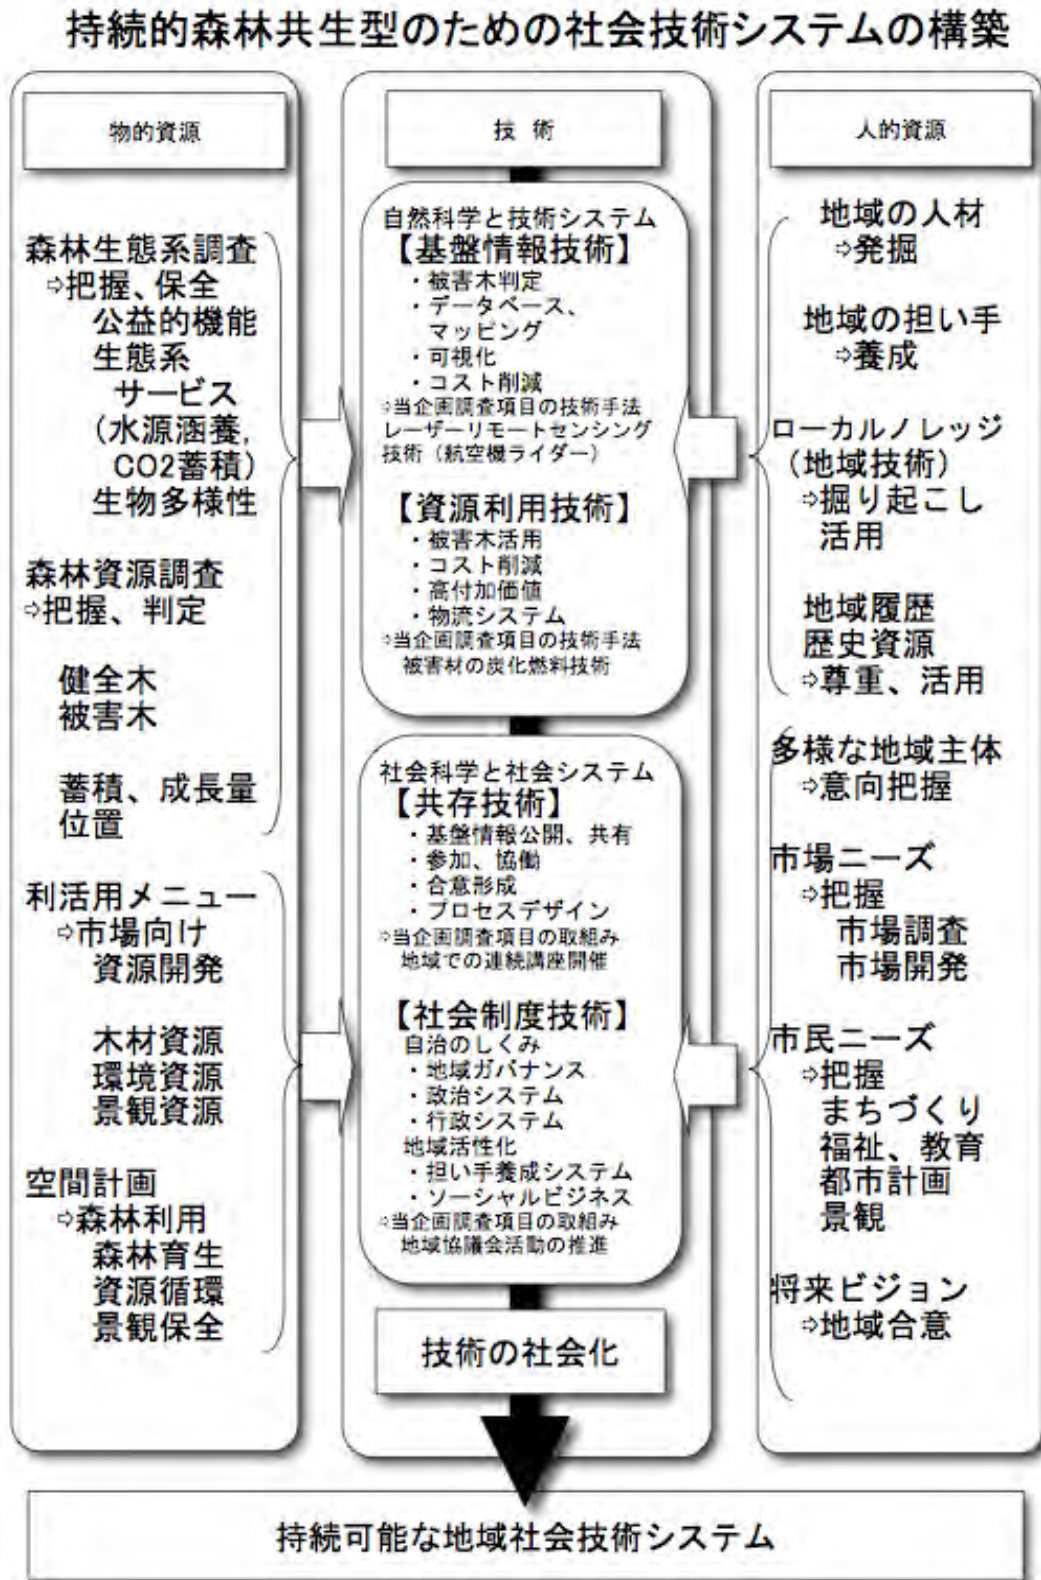 持続的森林共生型のための社会技術システムの構築
物的資源
森林生態系調査
⇨把握、保全
公益的機能
生態系
サービス
(水源涵養,
CO2蓄積)
生物多様性
森林資源調査
⇨把握、判定
健全木
被害木
蓄積、成長量
位置
利活用メニュー
⇨市場向け
資源開発
木材資源
環境資源
景観資源
空間計画
⇨森林利用
森林育生
資源循環
景観保全
技 術
自然科学と技術システム
【基盤情報技術】
・被害木判定
・データベース、
マッピング
・可視化
・コスト削減
⇨当企画調査項目の技術手法
レーザーリモートセンシング
技術(航空機ライダー)
【資源利用技術】
・被害木活用
・コスト削減
・高付加価値
・物流システム
⇨当企画調査項目の技術手法
被害材の炭化燃料技術
社会科学と社会システム
【共存技術】
・基盤情報公開、共有
・参加、協働
・合意形成
・プロセスデザイン
⇨当企画調査項目の取組み
地域での連続講座開催
【社会制度技術】
自治のしくみ
・地域ガバナンス
・政治システム
・行政システム
地域活性化
・担い手養成システム
・ソーシャルビジネス
⇨当企画調査項目の取組み
地域協議会活動の推進
技術の社会化
人的資源
地域の人材
⇨発掘
地域の担い手
⇨養成
ローカルノレッジ
(地域技術)
⇨掘り起こし
活用
地域履歴
歴史資源
⇨尊重、活用
多様な地域主体
⇨意向把握
市場ニーズ
⇨把握
市場調査
市場開発
市民ニーズ
⇨把握
まちづくり
福祉、教育
都市計画
景観
将来ビジョン
⇨地域合意
持続可能な地域社会技術システム